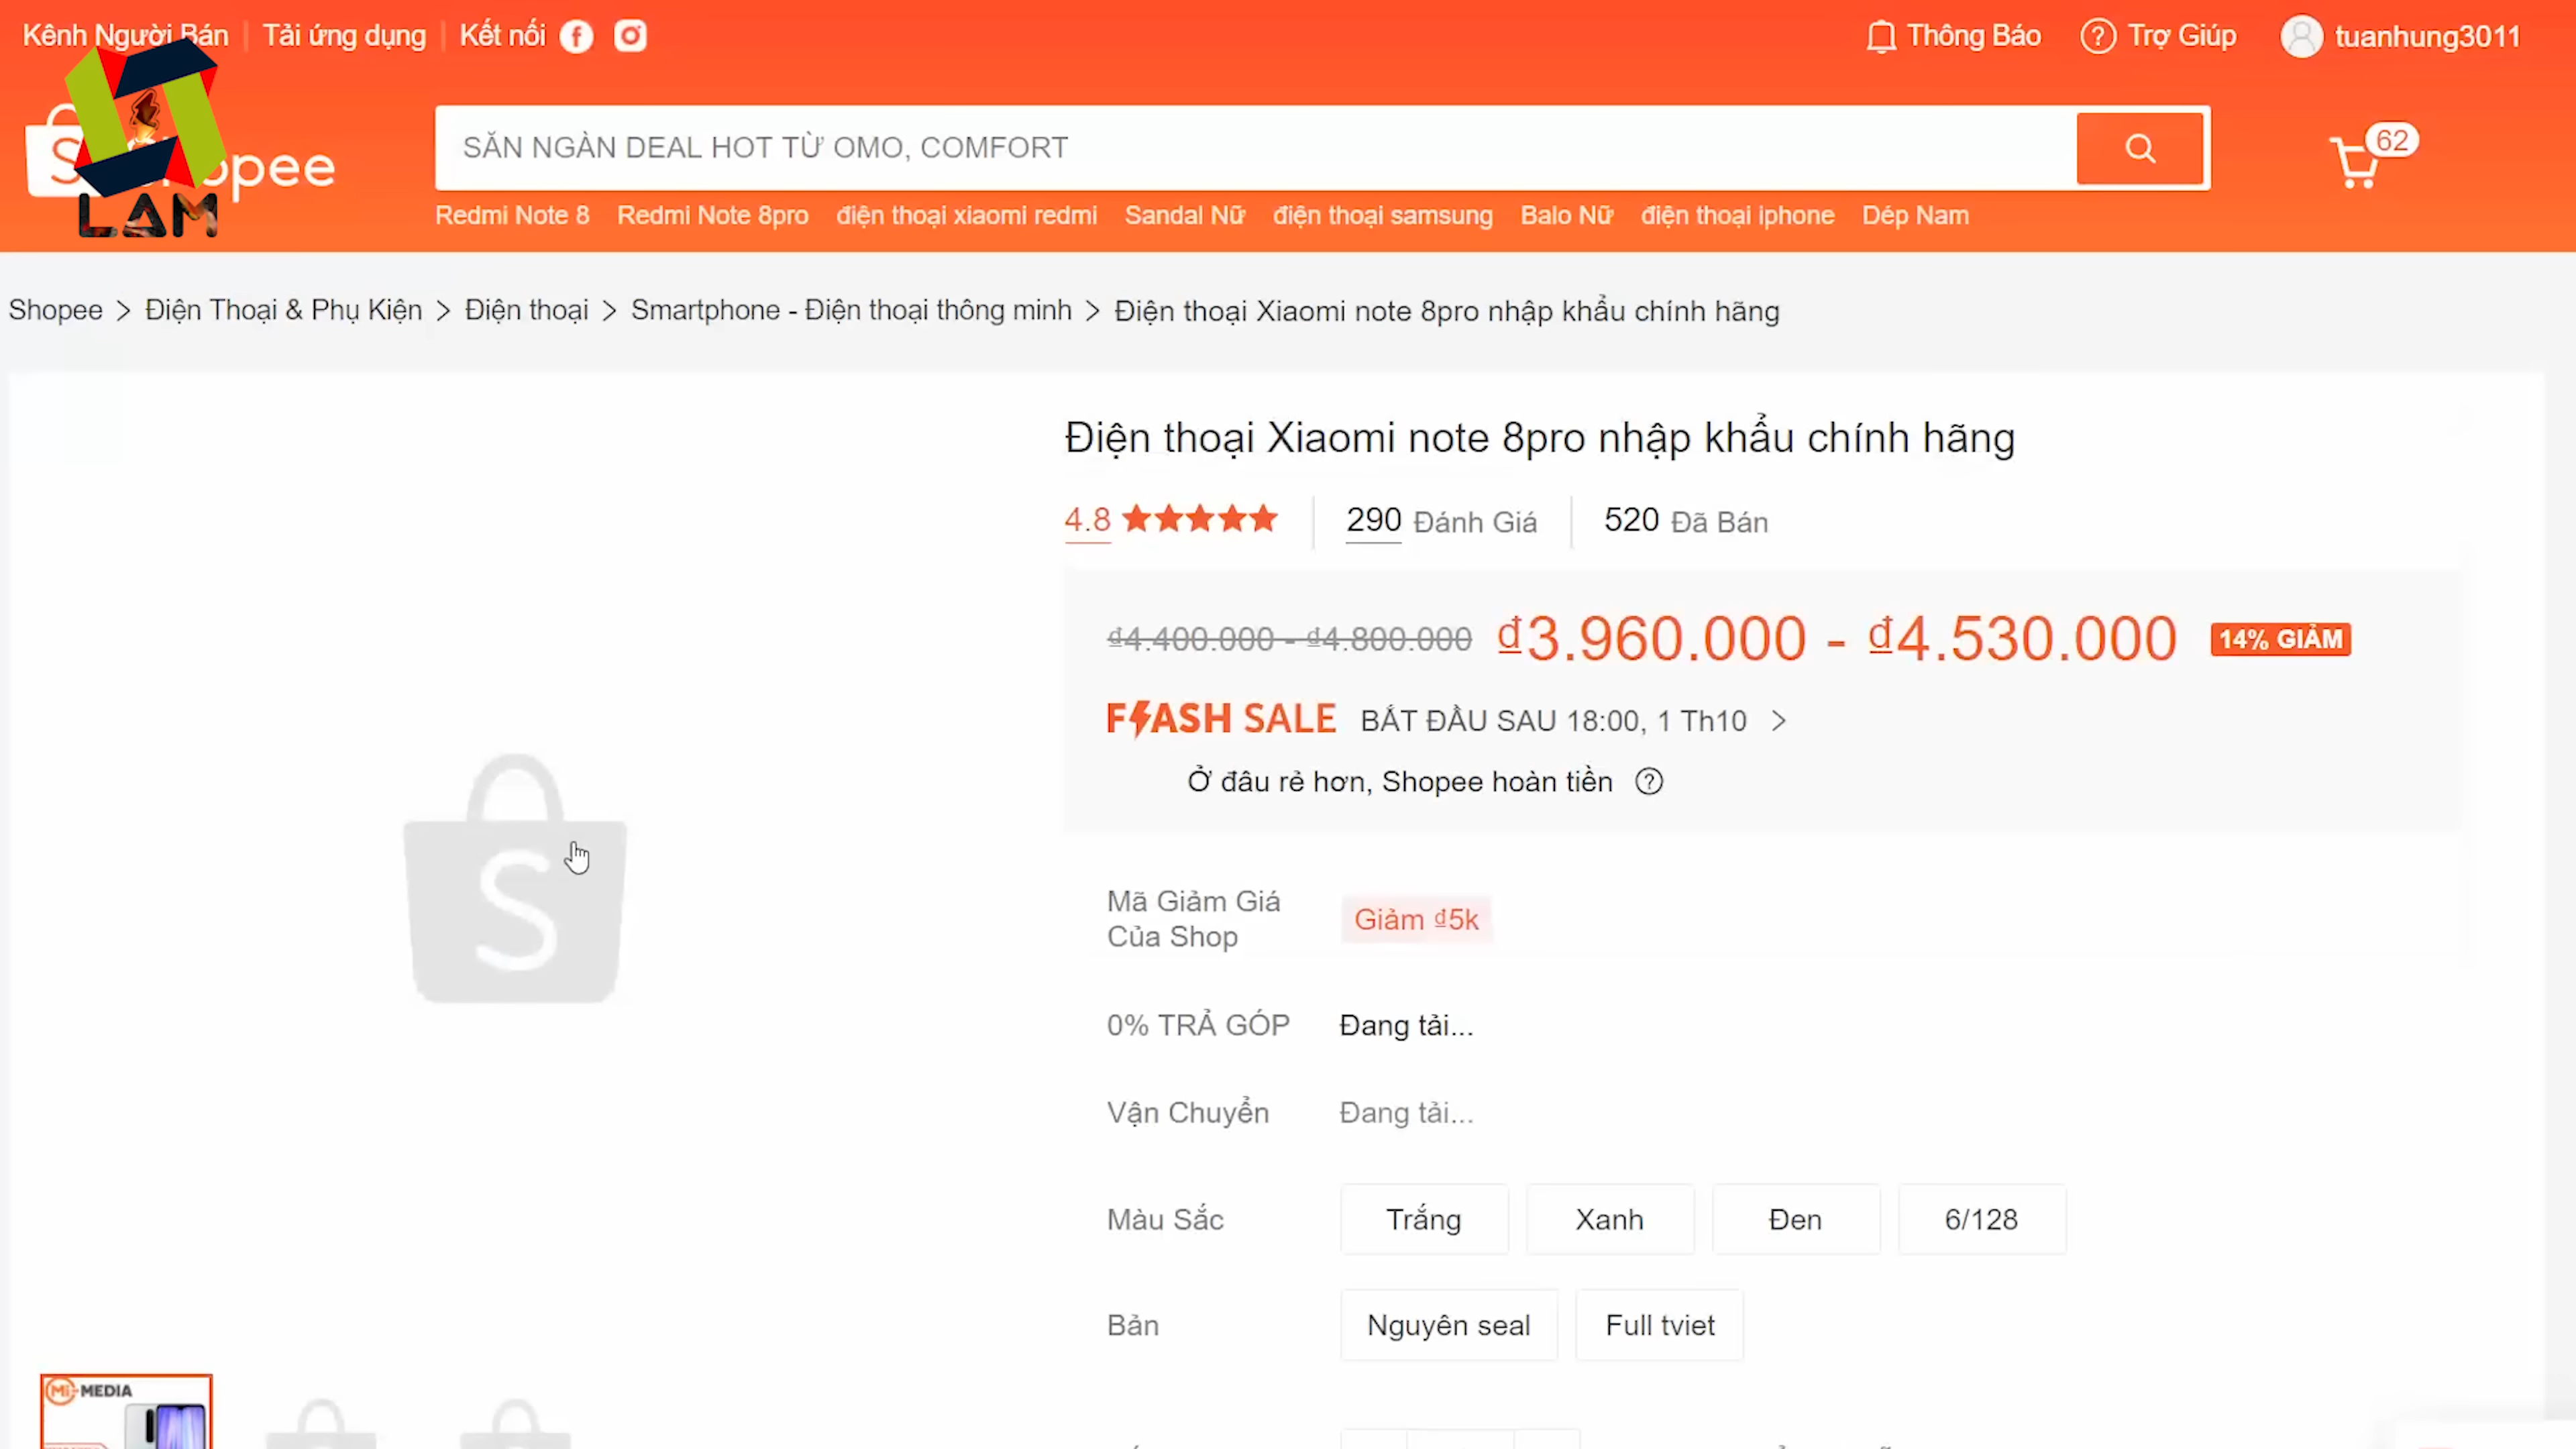 Kênh Người Bán Tải ứng dụng Kết nối Thông Báo Trợ Giúp tuanhung3011
SĂN NGÀN DEAL HOT TỪ OMO, COMFORT 62
LAM
Redmi Note 8 Redmi Note 8pro điện thoại xiaomi redmi Sandal Nữ điện thoại samsung Balo Nữ điện thoại iphone Dép Nam
Shopee > Điện Thoại & Phụ Kiện > Điện thoại > Smartphone - Điện thoại thông minh > Điện thoại Xiaomi note 8pro nhập khẩu chính hãng
Điện thoại Xiaomi note 8pro nhập khẩu chính hãng
4.8 290 Đánh Giá 520 Đã Bán
₫4.400.000 - ₫4.800.000 ₫3.960.000 - ₫4.530.000 14% GIẢM
FLASH SALE BẮT ĐẦU SAU 18:00, 1 Th10 >
Ở đâu rẻ hơn, Shopee hoàn tiền ?
Mã Giảm Giá
Của Shop
Giảm ₫5k
0% TRẢ GÓP Đang tải...
Vận Chuyển Đang tải...
Màu Sắc Trắng Xanh Đen 6/128
Bản Nguyên seal Full tviet
Mi-MEDIA